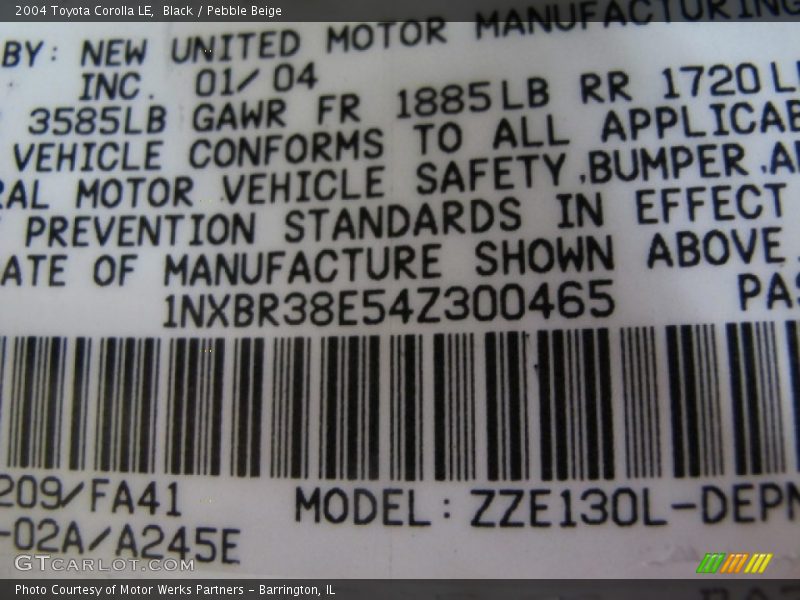 2004 Toyota Corolla LE, Black / Pebble Beige
BY: NEW UNITED MOTOR MANUFACTURING
INC. 01/04
3585LB GAWR FR 1885LB RR 1720L
VEHICLE CONFORMS TO ALL APPLICAB
RAL MOTOR VEHICLE SAFETY,BUMPER,A
PREVENTION STANDARDS IN EFFECT
ATE OF MANUFACTURE SHOWN ABOVE.
1NXBR38E54Z300465 PAS
209/FA41 MODEL: ZZE130L-DEPN
-02A/A245E
GTCARLOT.COM
Photo Courtesy of Motor Werks Partners - Barrington, IL